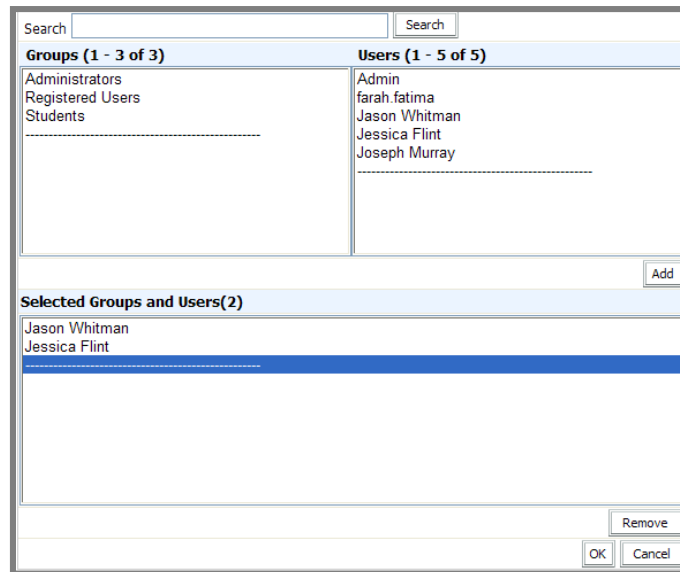 Search Search
Groups (1 - 3 of 3)
Administrators
Registered Users
Students
---------------------------------------------------
Users (1 - 5 of 5)
Admin
farah.fatima
Jason Whitman
Jessica Flint
Joseph Murray
---------------------------------------------------
Add
Selected Groups and Users(2)
Jason Whitman
Jessica Flint
---------------------------------------------------
Remove
OK Cancel